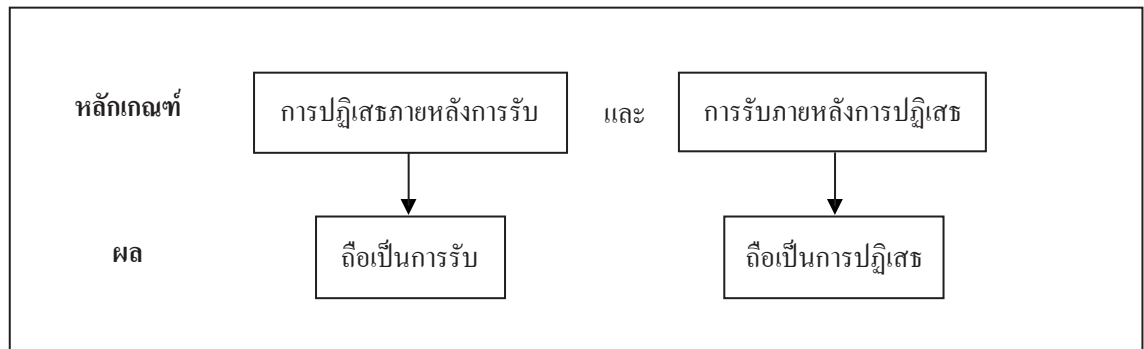 หลักเกณฑ์ การปฏิเสธภายหลังการรับ และ การรับภายหลังการปฏิเสธ
ผล ถือเป็นการรับ ถือเป็นการปฏิเสธ